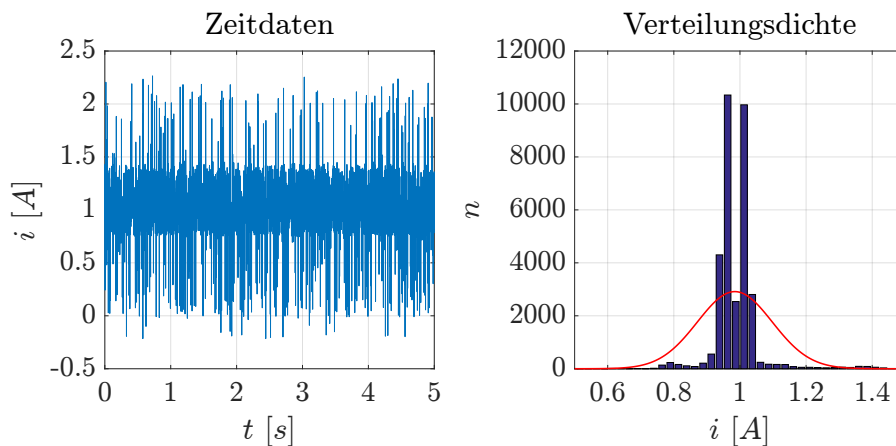 Zeitdaten
2.5
2
1.5
1
0.5
0
-0.5
0 1 2 3 4 5
i [A]
t [s]
Verteilungsdichte
12000
10000
8000
6000
4000
2000
0
0.6 0.8 1 1.2 1.4
n
i [A]